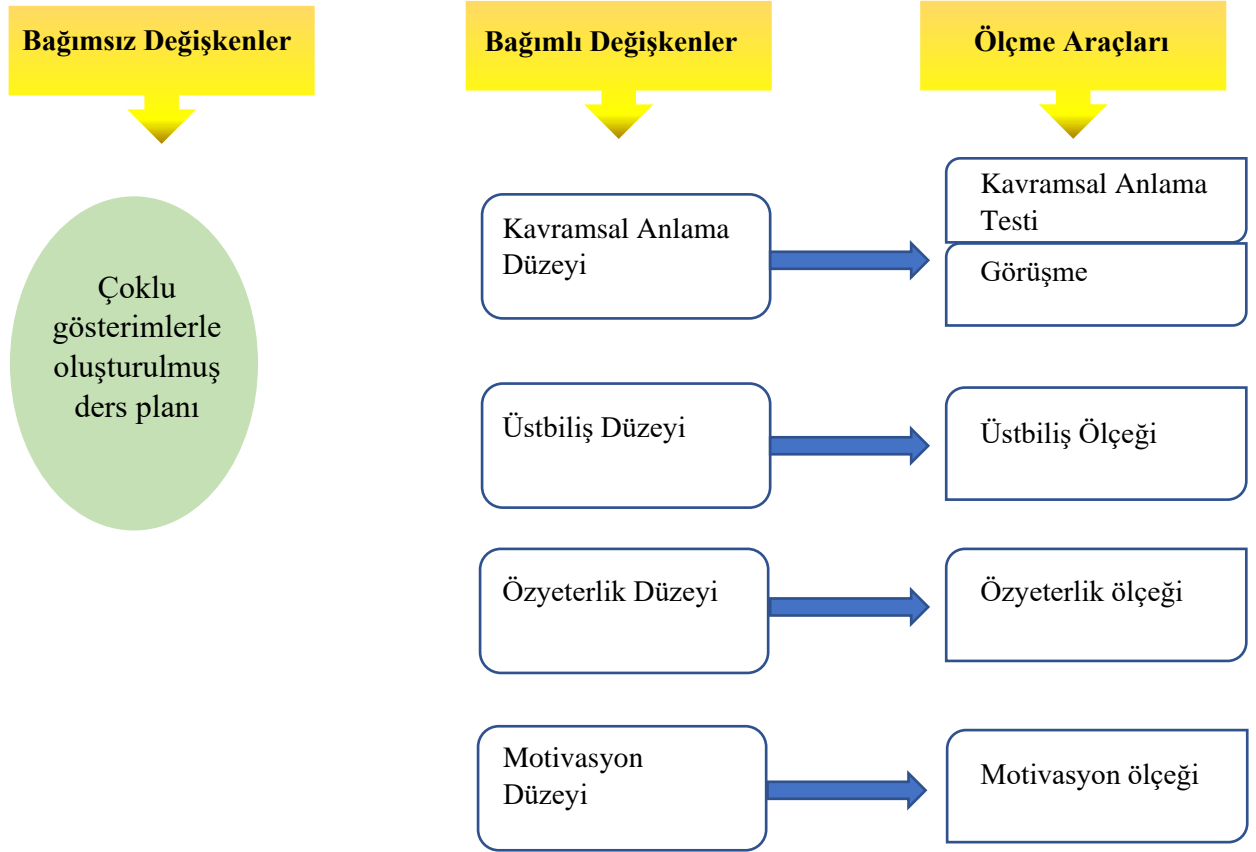 Bağımsız Değişkenler
Bağımlı Değişkenler
Ölçme Araçları
Çoklu
gösterimlerle
oluşturulmuş
ders planı
Kavramsal Anlama
Düzeyi
Kavramsal Anlama
Testi
Görüşme
Üstbiliş Düzeyi
Üstbiliş Ölçeği
Özyeterlik Düzeyi
Özyeterlik ölçeği
Motivasyon
Düzeyi
Motivasyon ölçeği